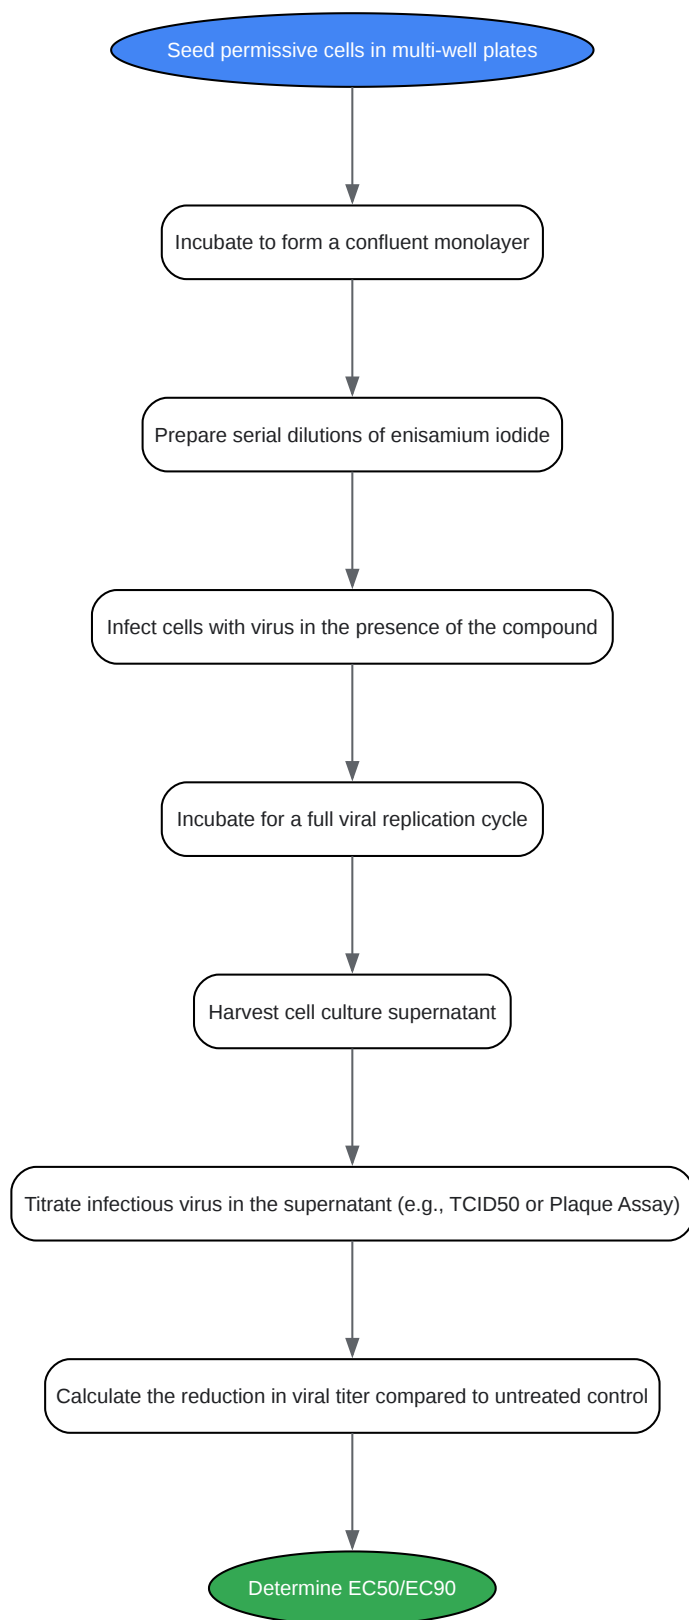 Seed permissive cells in multi-well plates
Incubate to form a confluent monolayer
Prepare serial dilutions of enisamium iodide
Infect cells with virus in the presence of the compound
Incubate for a full viral replication cycle
Harvest cell culture supernatant
Titrate infectious virus in the supernatant (e.g., TCID50 or Plaque Assay)
Calculate the reduction in viral titer compared to untreated control
Determine EC50/EC90